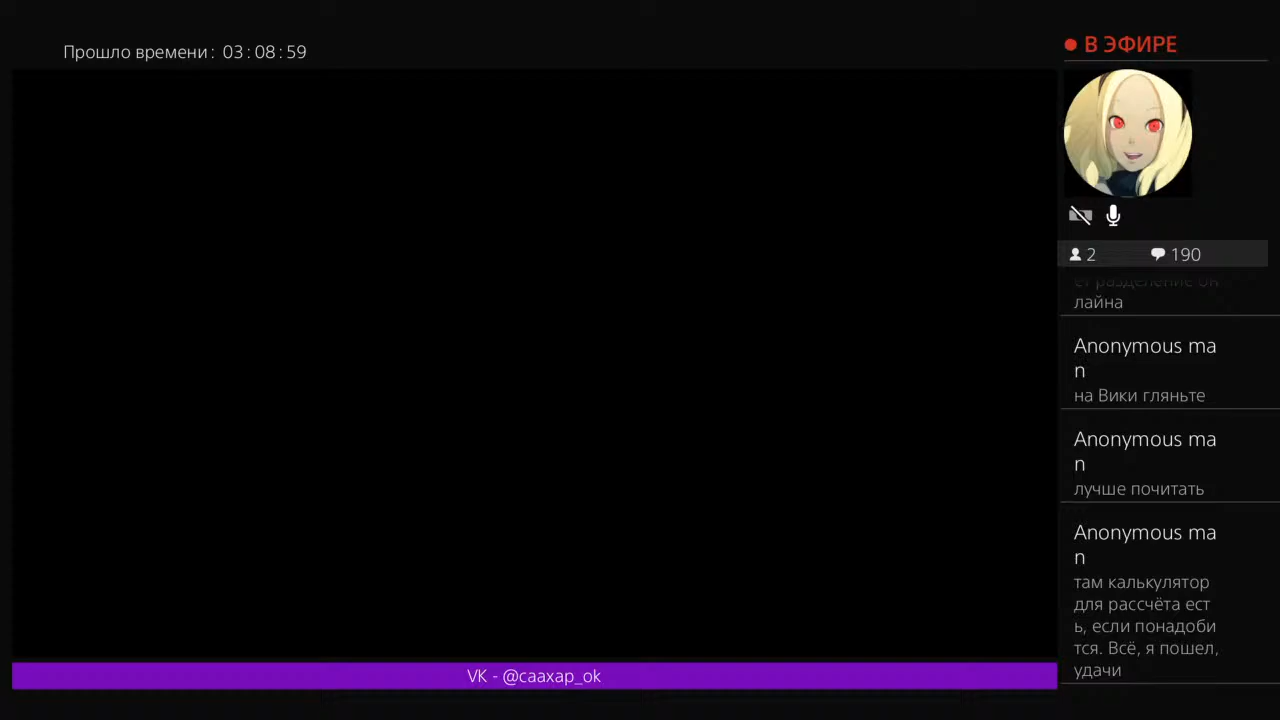 Прошло времени: 03:08:59
В ЭФИРЕ
2 190
лайна
Anonymous ma
n
на Вики гляньте
Anonymous ma
n
лучше почитать
Anonymous ma
n
там калькулятор
для рассчёта ест
ь, если понадоби
тся. Всё, я пошел,
удачи
VK - @caaxap_ok